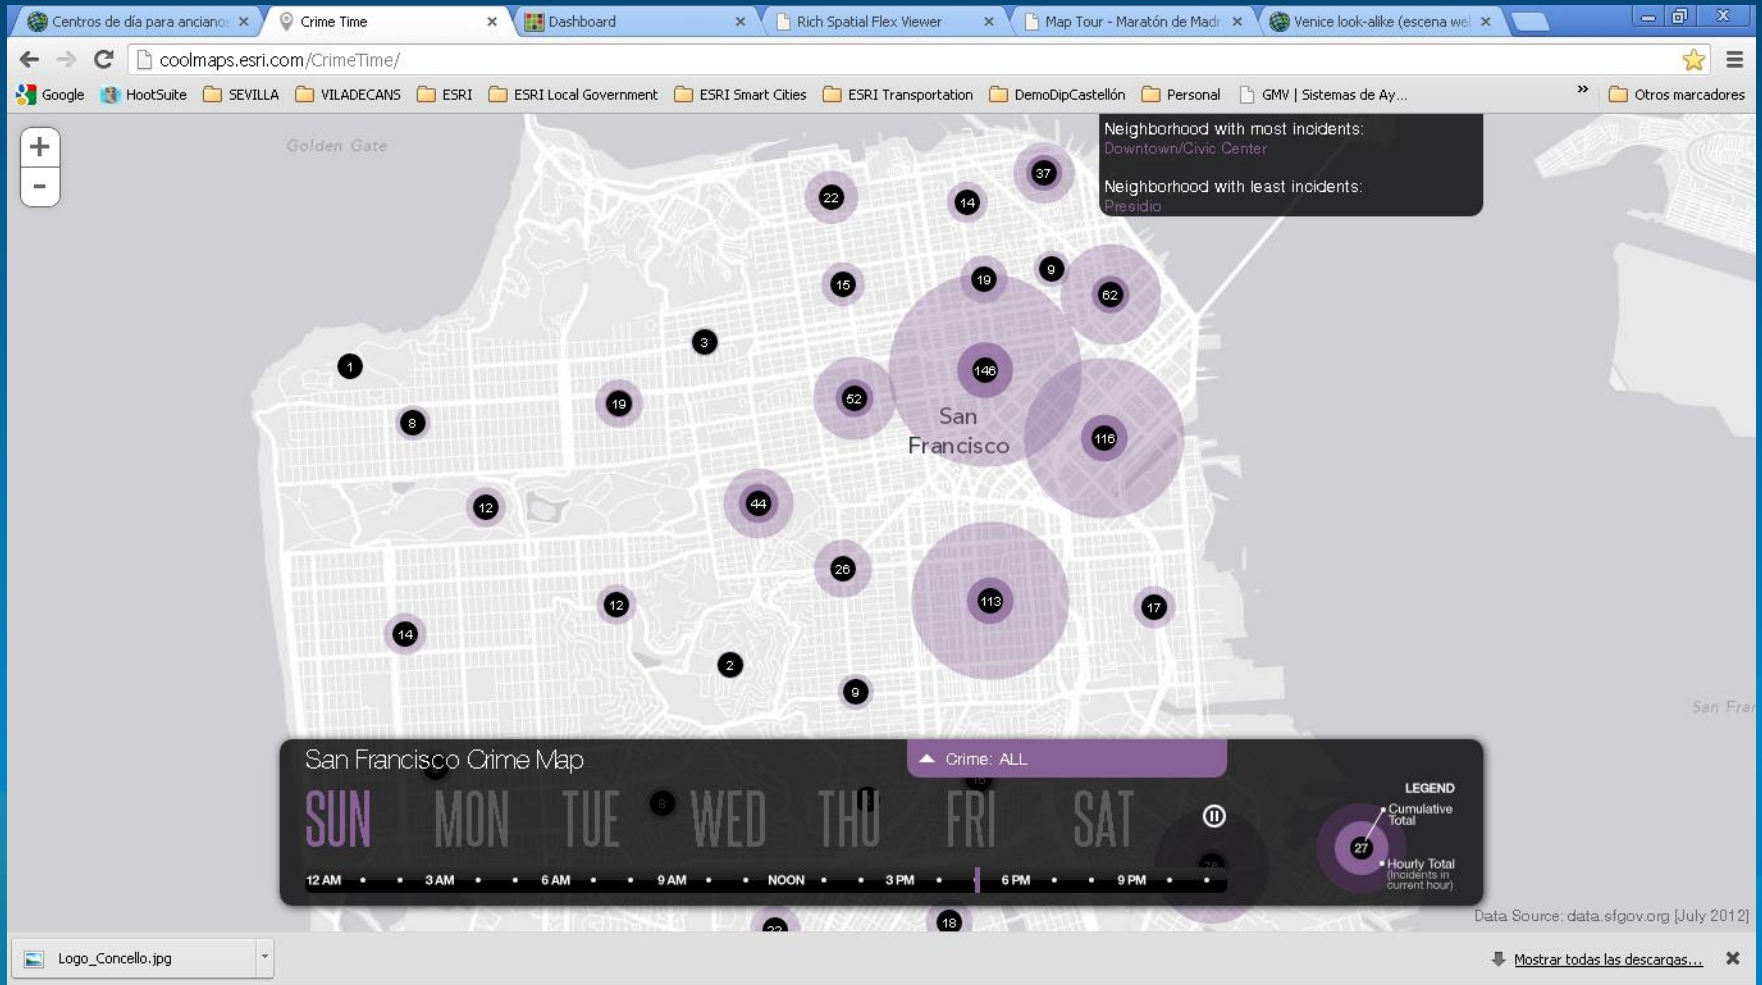 Centros de día para anciano
Crime Time
Dashboard
Rich Spatial Flex Viewer
Map Tour - Maratón de Madr
Venice look-alike (escena wel
coolmaps.esri.com/CrimeTime/
Google
HootSuite
SEVILLA
VILADECANS
ESRI
ESRI Local Government
ESRI Smart Cities
ESRI Transportation
DemoDipCastellón
Personal
GMV | Sistemas de Ay...
»
Otros marcadores
+
-
Golden Gate
Neighborhood with most incidents:
Downtown/Civic Center
Neighborhood with least incidents:
Presidio
37
22
14
9
19
15
62
3
1
146
19
52
8
San
Francisco
116
44
12
26
113
12
17
14
2
9
San Fran
San Francisco Crime Map
Crime: ALL
SUN
MON
TUE
WED
THU
FRI
SAT
8
LEGEND
Cumulative
Total
27
Hourly Total
(Incidents in
current hour)
12 AM
3 AM
6 AM
9 AM
NOON
3 PM
6 PM
9 PM
18
Data Source: data.sfgov.org [July 2012]
Logo_Concello.jpg
Mostrar todas las descargas...